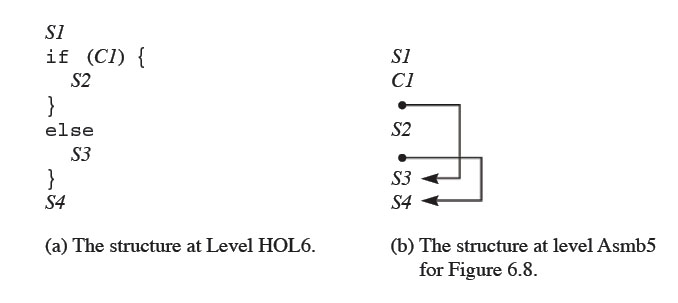 S1
if (C1) {
S2
}
else
S3
}
S4
(a) The structure at Level HOL6.
S1
C1
S2
S3
S4
(b) The structure at level Asmb5
for Figure 6.8.